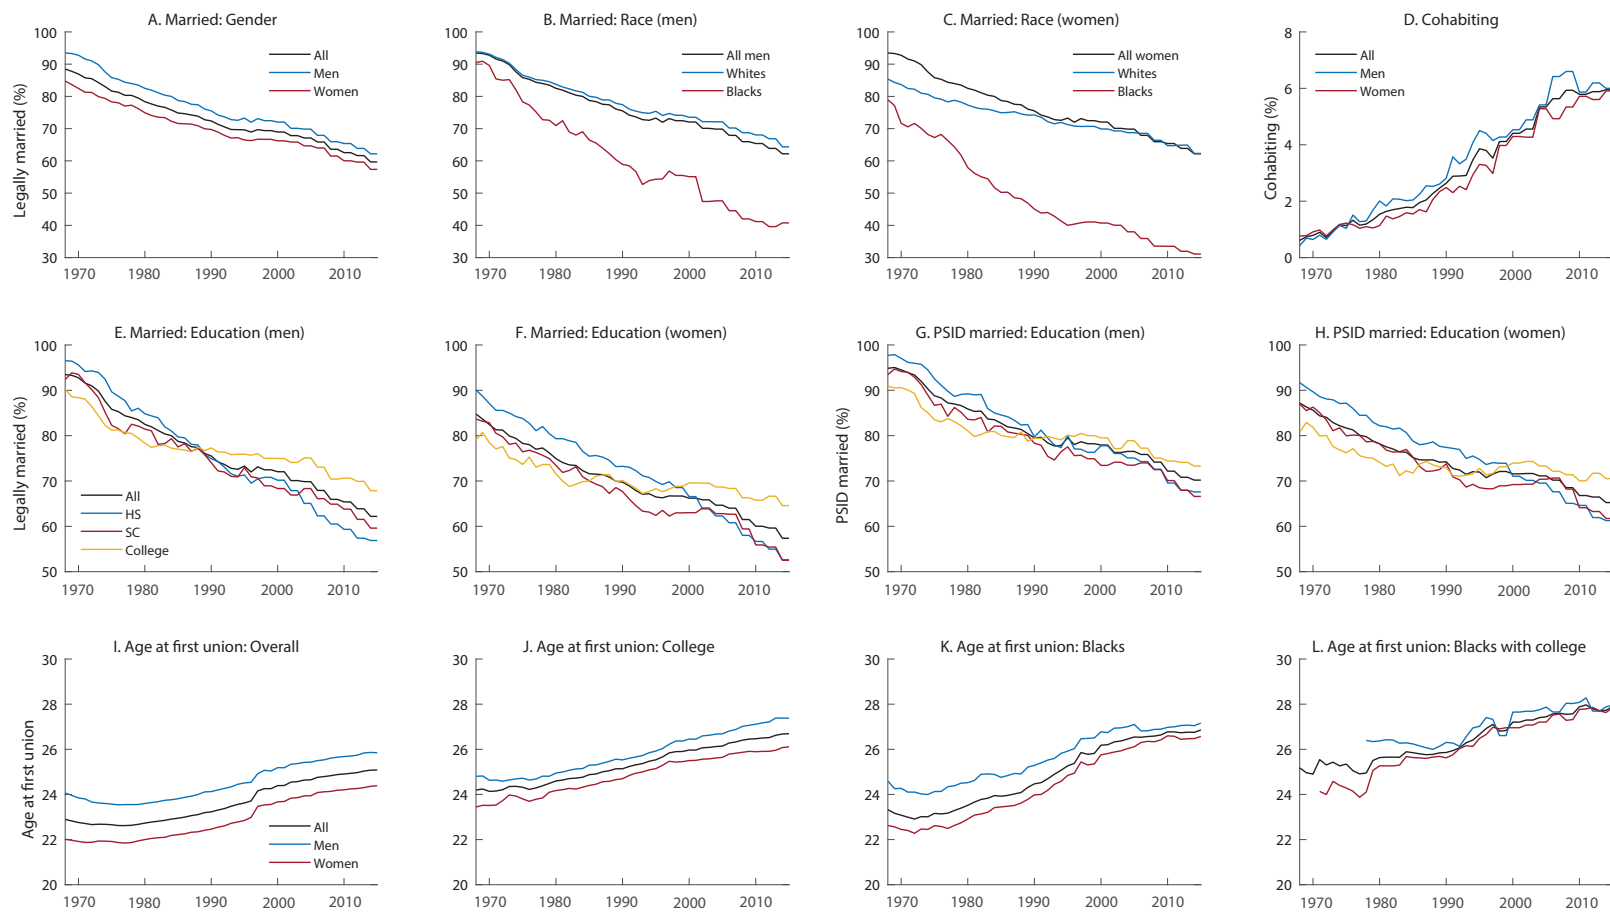 A. Married: Gender
B. Married: Race (men)
C. Married: Race (women)
D. Cohabiting
Legally married (%)
100
90
80
70
60
50
40
30
All
Men
Women
1970 1980 1990 2000 2010
100
90
80
70
60
50
40
30
All men
Whites
Blacks
1970 1980 1990 2000 2010
100
90
80
70
60
50
40
30
All women
Whites
Blacks
1970 1980 1990 2000 2010
Cohabiting (%)
8
6
4
2
0
All
Men
Women
1970 1980 1990 2000 2010
E. Married: Education (men)
F. Married: Education (women)
G. PSID married: Education (men)
H. PSID married: Education (women)
Legally married (%)
100
90
80
70
60
50
All
HS
SC
College
1970 1980 1990 2000 2010
100
90
80
70
60
50
1970 1980 1990 2000 2010
PSID married (%)
100
90
80
70
60
50
1970 1980 1990 2000 2010
100
90
80
70
60
50
1970 1980 1990 2000 2010
I. Age at first union: Overall
J. Age at first union: College
K. Age at first union: Blacks
L. Age at first union: Blacks with college
Age at first union
30
28
26
24
22
20
All
Men
Women
1970 1980 1990 2000 2010
30
28
26
24
22
20
1970 1980 1990 2000 2010
30
28
26
24
22
20
1970 1980 1990 2000 2010
30
28
26
24
22
20
1970 1980 1990 2000 2010